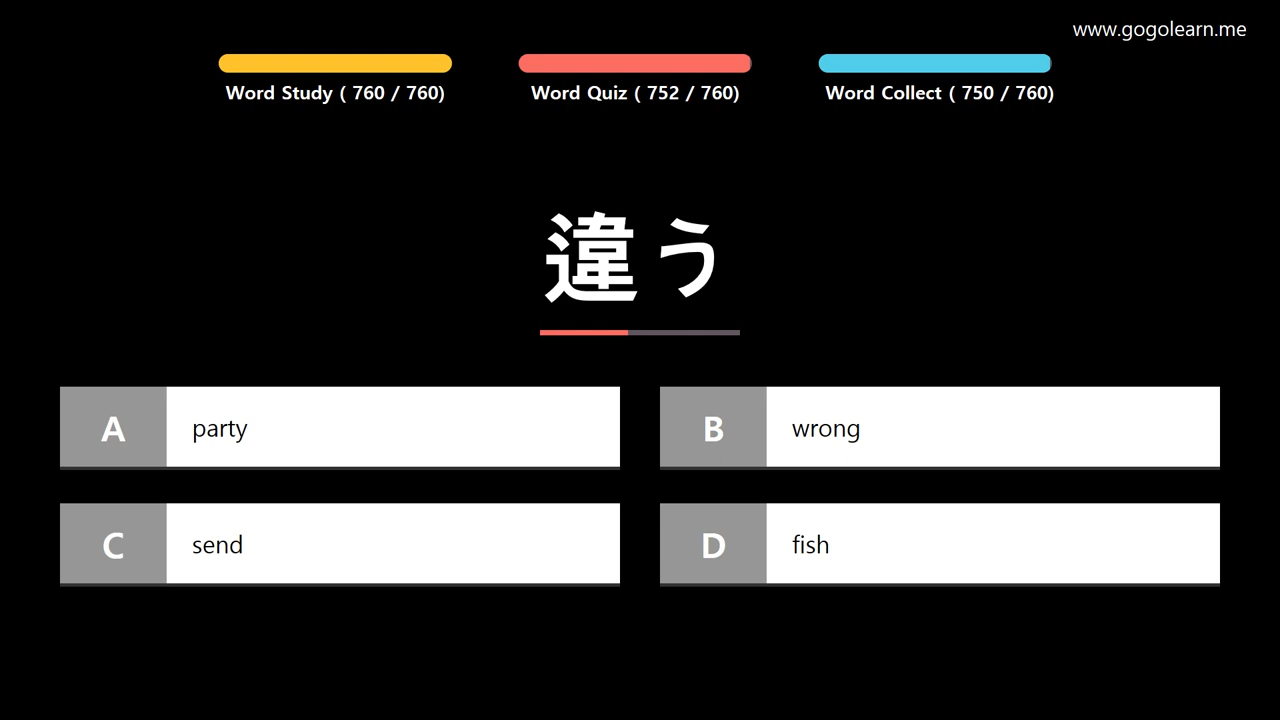 www.gogolearn.me
Word Study ( 760 / 760)
Word Quiz ( 752 / 760)
Word Collect ( 750 / 760)
違う
A party
B wrong
C send
D fish